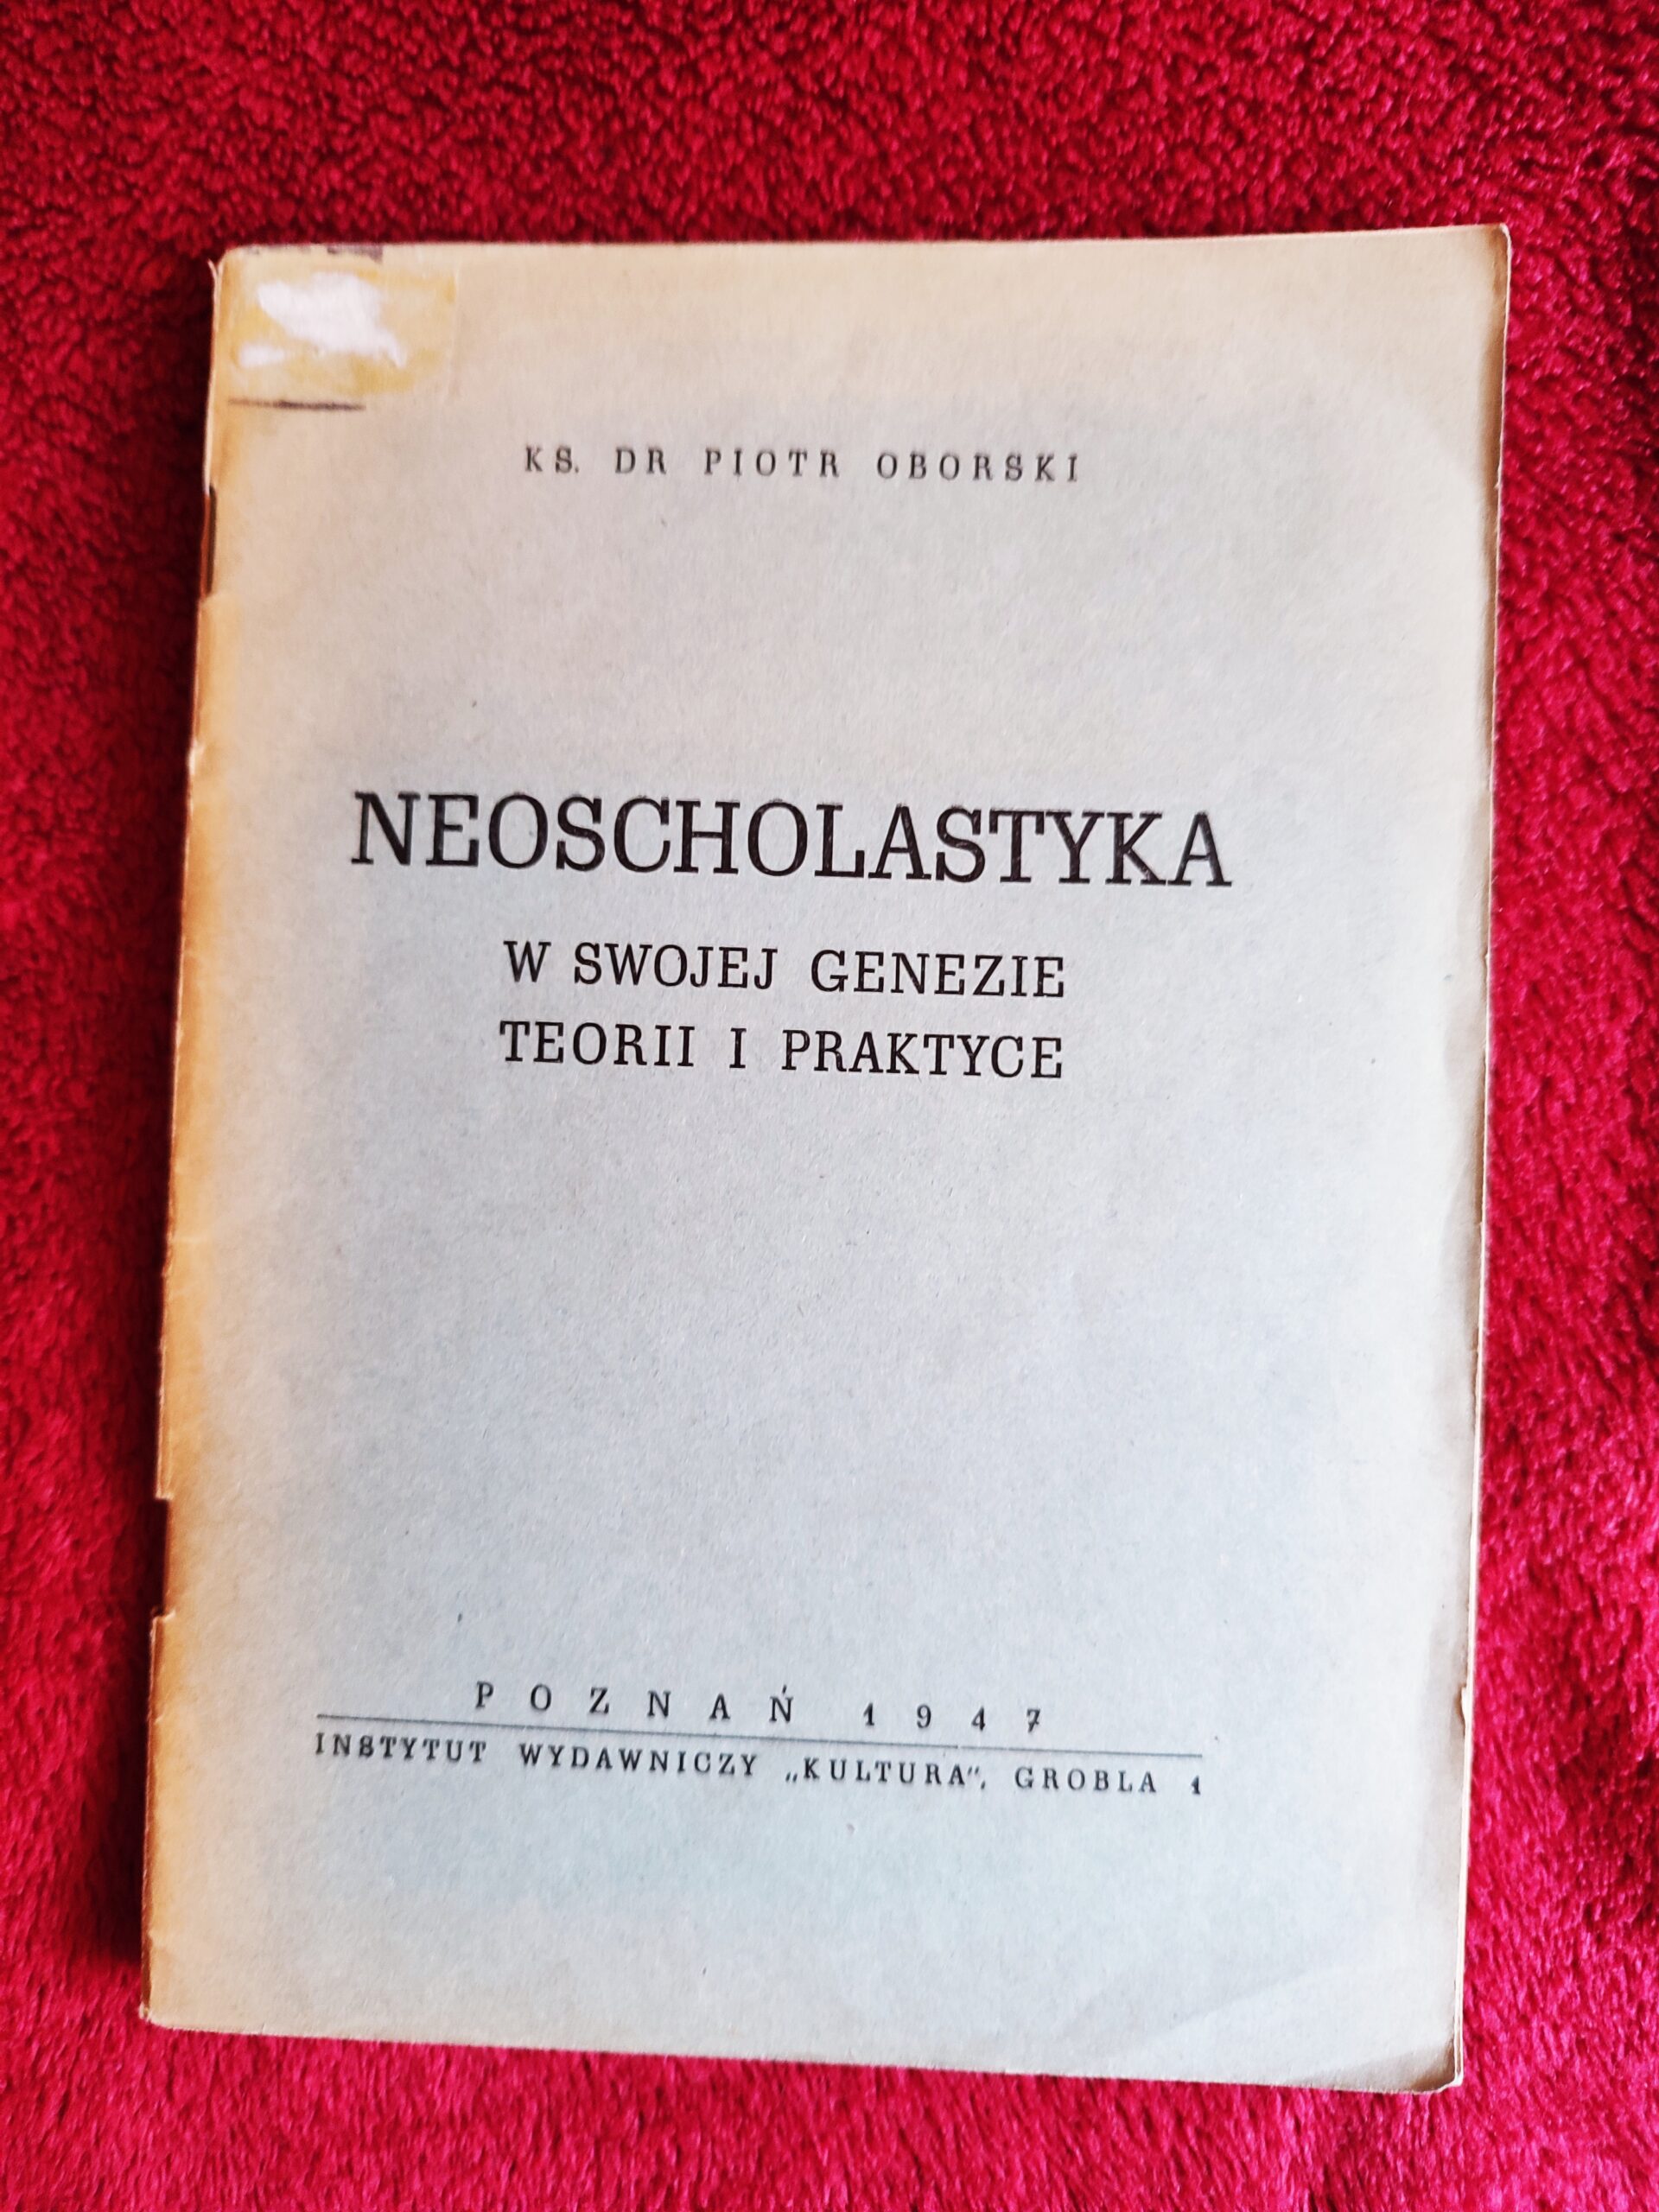 KS. DR PIOTR OBORSKI
NEOSCHOLASTYKA
W SWOJEJ GENEZIE
TEORII I PRAKTYCE
POZNAŃ 1947
INSTYTUT WYDAWNICZY „KULTURA", GROBLA 1